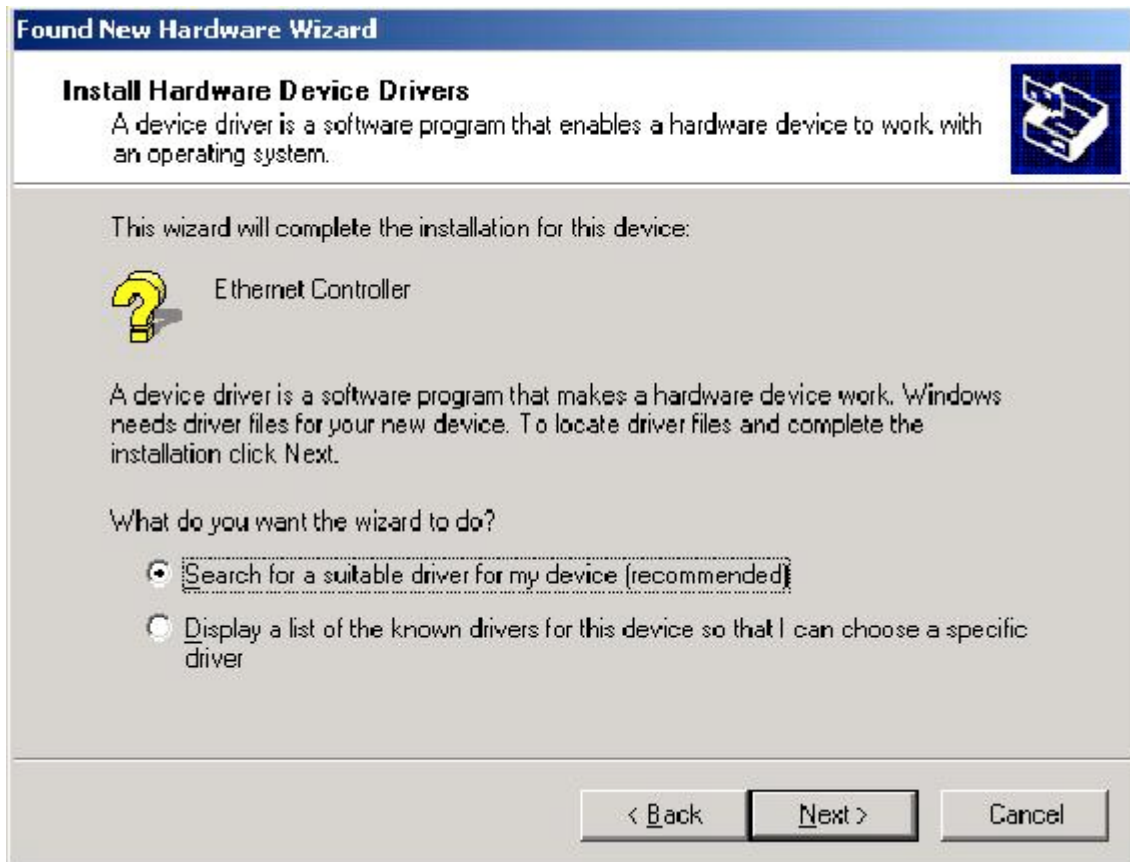 Found New Hardware Wizard
Install Hardware Device Drivers
A device driver is a software program that enables a hardware device to work with
an operating system.
This wizard will complete the installation for this device:
Ethernet Controller
A device driver is a software program that makes a hardware device work. Windows
needs driver files for your new device. To locate driver files and complete the
installation click Next.
What do you want the wizard to do?
Search for a suitable driver for my device (recommended)
Display a list of the known drivers for this device so that I can choose a specific
driver
< Back Next > Cancel